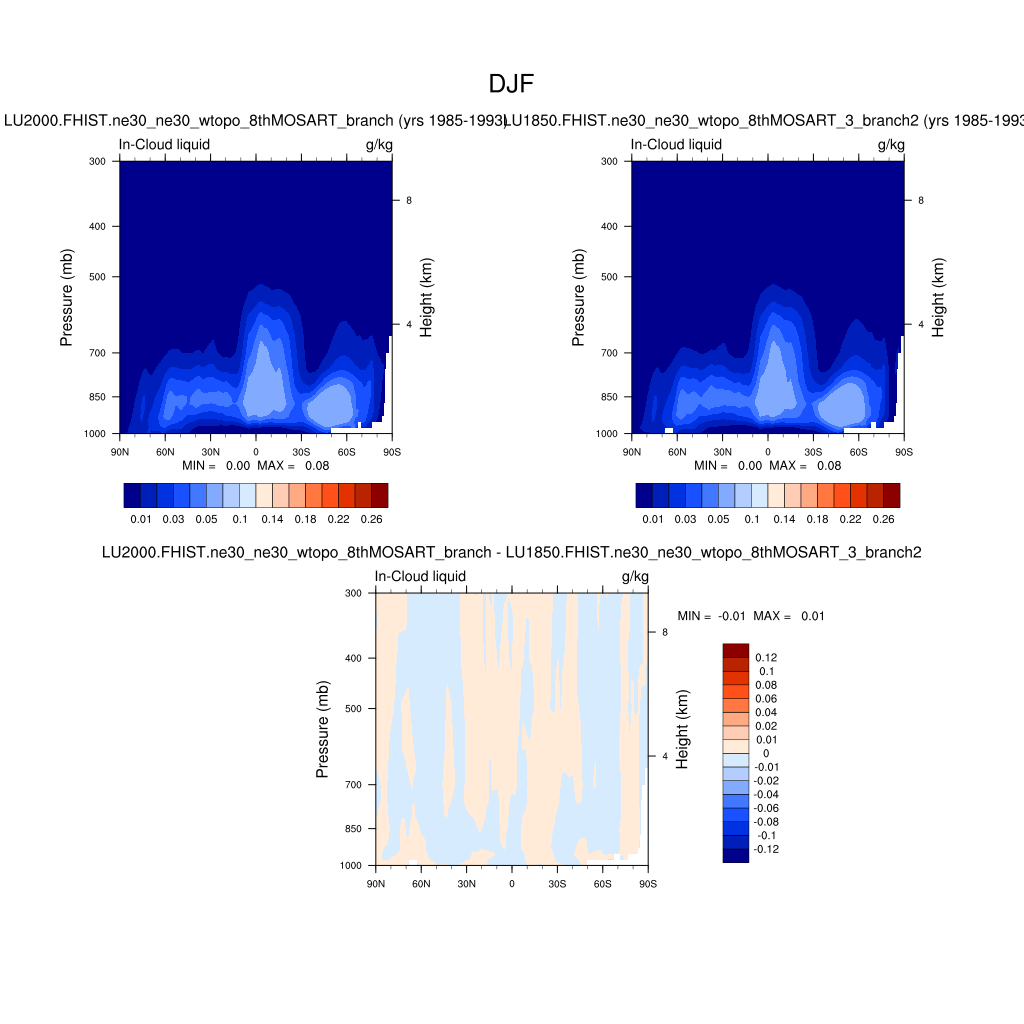 DJF
LU2000.FHIST.ne30_ne30_wtopo_8thMOSART_branch (yrs 1985-1993)
LU1850.FHIST.ne30_ne30_wtopo_8thMOSART_3_branch2 (yrs 1985-1993
In-Cloud liquid g/kg
In-Cloud liquid g/kg
300
400
500
700
850
1000
Pressure (mb)
8
4
Height (km)
90N 60N 30N 0 30S 60S 90S
MIN = 0.00 MAX = 0.08
0.01 0.03 0.05 0.1 0.14 0.18 0.22 0.26
300
400
500
700
850
1000
Pressure (mb)
8
4
Height (km)
90N 60N 30N 0 30S 60S 90S
MIN = 0.00 MAX = 0.08
0.01 0.03 0.05 0.1 0.14 0.18 0.22 0.26
LU2000.FHIST.ne30_ne30_wtopo_8thMOSART_branch - LU1850.FHIST.ne30_ne30_wtopo_8thMOSART_3_branch2
In-Cloud liquid g/kg
300
400
500
700
850
1000
Pressure (mb)
8
4
Height (km)
90N 60N 30N 0 30S 60S 90S
MIN = -0.01 MAX = 0.01
0.12
0.1
0.08
0.06
0.04
0.02
0.01
0
-0.01
-0.02
-0.04
-0.06
-0.08
-0.1
-0.12